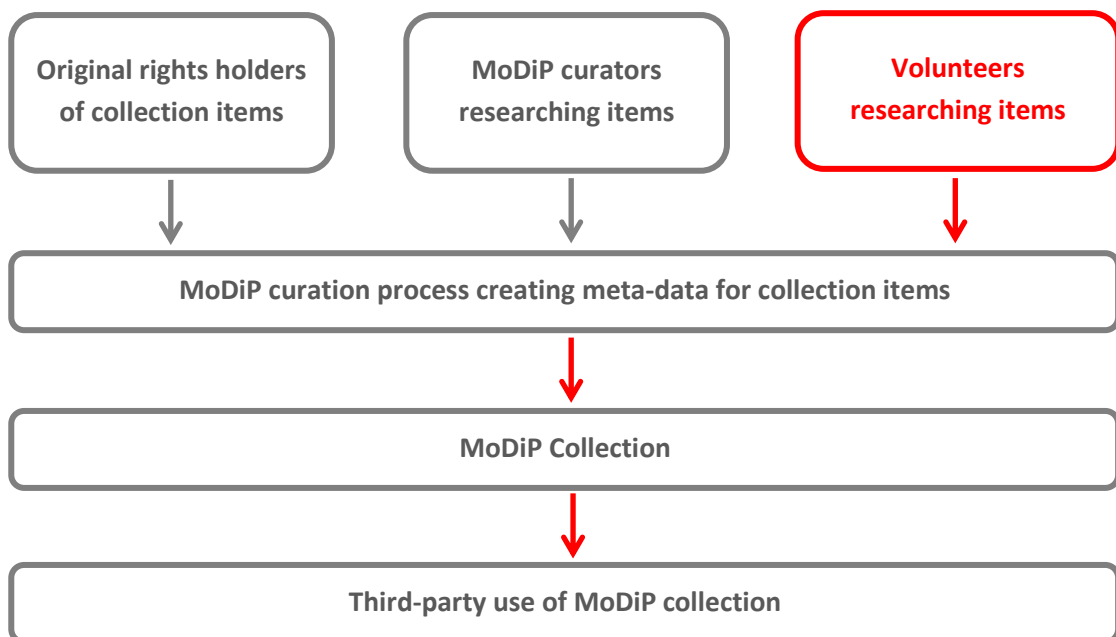 Original rights holders
of collection items
MoDiP curators
researching items
Volunteers
researching items
MoDiP curation process creating meta-data for collection items
MoDiP Collection
Third-party use of MoDiP collection